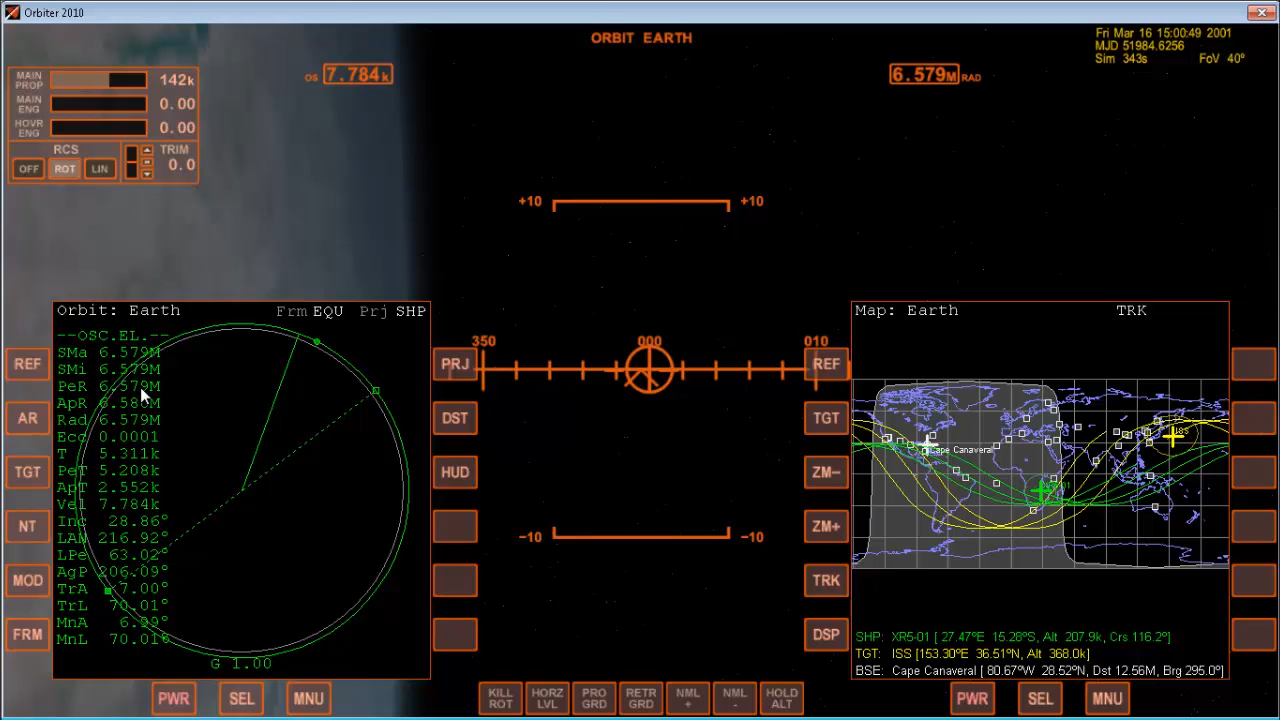 Orbiter 2010
ORBIT EARTH
Fri Mar 16 15:00:49 2001
MJD 51984.6256
Sim 343s FoV 40°
MAIN PROP 142k
MAIN ENG 0.00
HOVR ENG 0.00
RCS TRIM
OFF ROT LIN 0.0
OS 7.784k
6.579M RAD
+10 +10
350 000 010
-10 -10
Orbit: Earth Frm EQU Prj SHP
--OSC.EL.--
SMa 6.579M
SMi 6.579M
PeR 6.579M
ApR 6.580M
Rad 6.579M
Ecc 0.0001
T 5.311k
PeT 5.208k
ApT 2.552k
Vel 7.784k
Inc 28.86°
LAN 216.92°
LPe 63.02°
AgP 206.09°
TrA 7.00°
TrL 70.01°
MnA 6.99°
MnL 70.01°
G 1.00
REF
AR
TGT
NT
MOD
FRM
PRJ
DST
HUD
PWR SEL MNU
KILL ROT
HORZ LVL
PRO GRD
RETR GRD
NML +
NML -
HOLD ALT
REF
TGT
ZM-
ZM+
TRK
DSP
Map: Earth TRK
Cape Canaveral
ISS
SHP: XR5-01 [ 27.47°E 15.28°S, Alt 207.9k, Crs 116.2°]
TGT: ISS [153.30°E 36.51°N, Alt 368.0k]
BSE: Cape Canaveral [ 80.67°W 28.52°N, Dst 12.56M, Brg 295.0°]
PWR SEL MNU